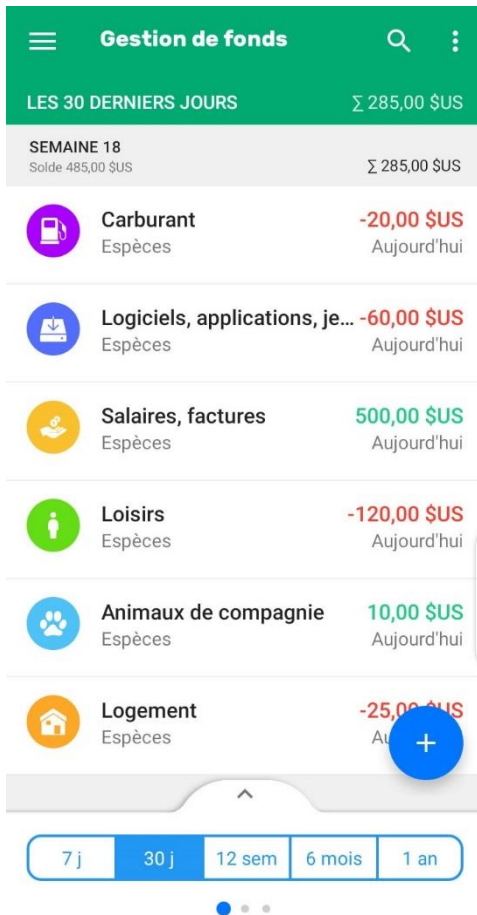 Gestion de fonds
LES 30 DERNIERS JOURS ∑ 285,00 $US
SEMAINE 18
Solde 485,00 $US ∑ 285,00 $US
Carburant -20,00 $US
Espèces Aujourd'hui
Logiciels, applications, je... -60,00 $US
Espèces Aujourd'hui
Salaires, factures 500,00 $US
Espèces Aujourd'hui
Loisirs -120,00 $US
Espèces Aujourd'hui
Animaux de compagnie 10,00 $US
Espèces Aujourd'hui
Logement -25,00 $US
Espèces
+
7 j 30 j 12 sem 6 mois 1 an